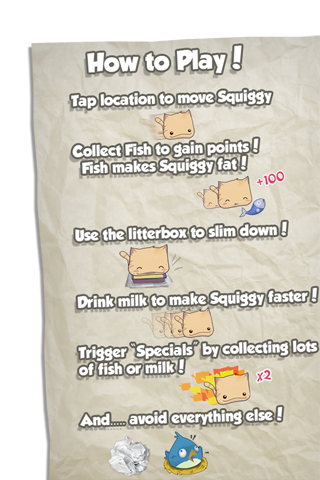 How to Play!
Tap location to move Squiggy
Collect Fish to gain points!
Fish makes Squiggy fat!
+100
Use the litterbox to slim down!
Drink milk to make Squiggy faster!
Trigger "Specials" by collecting lots
of fish or milk!
x2
And..... avoid everything else!